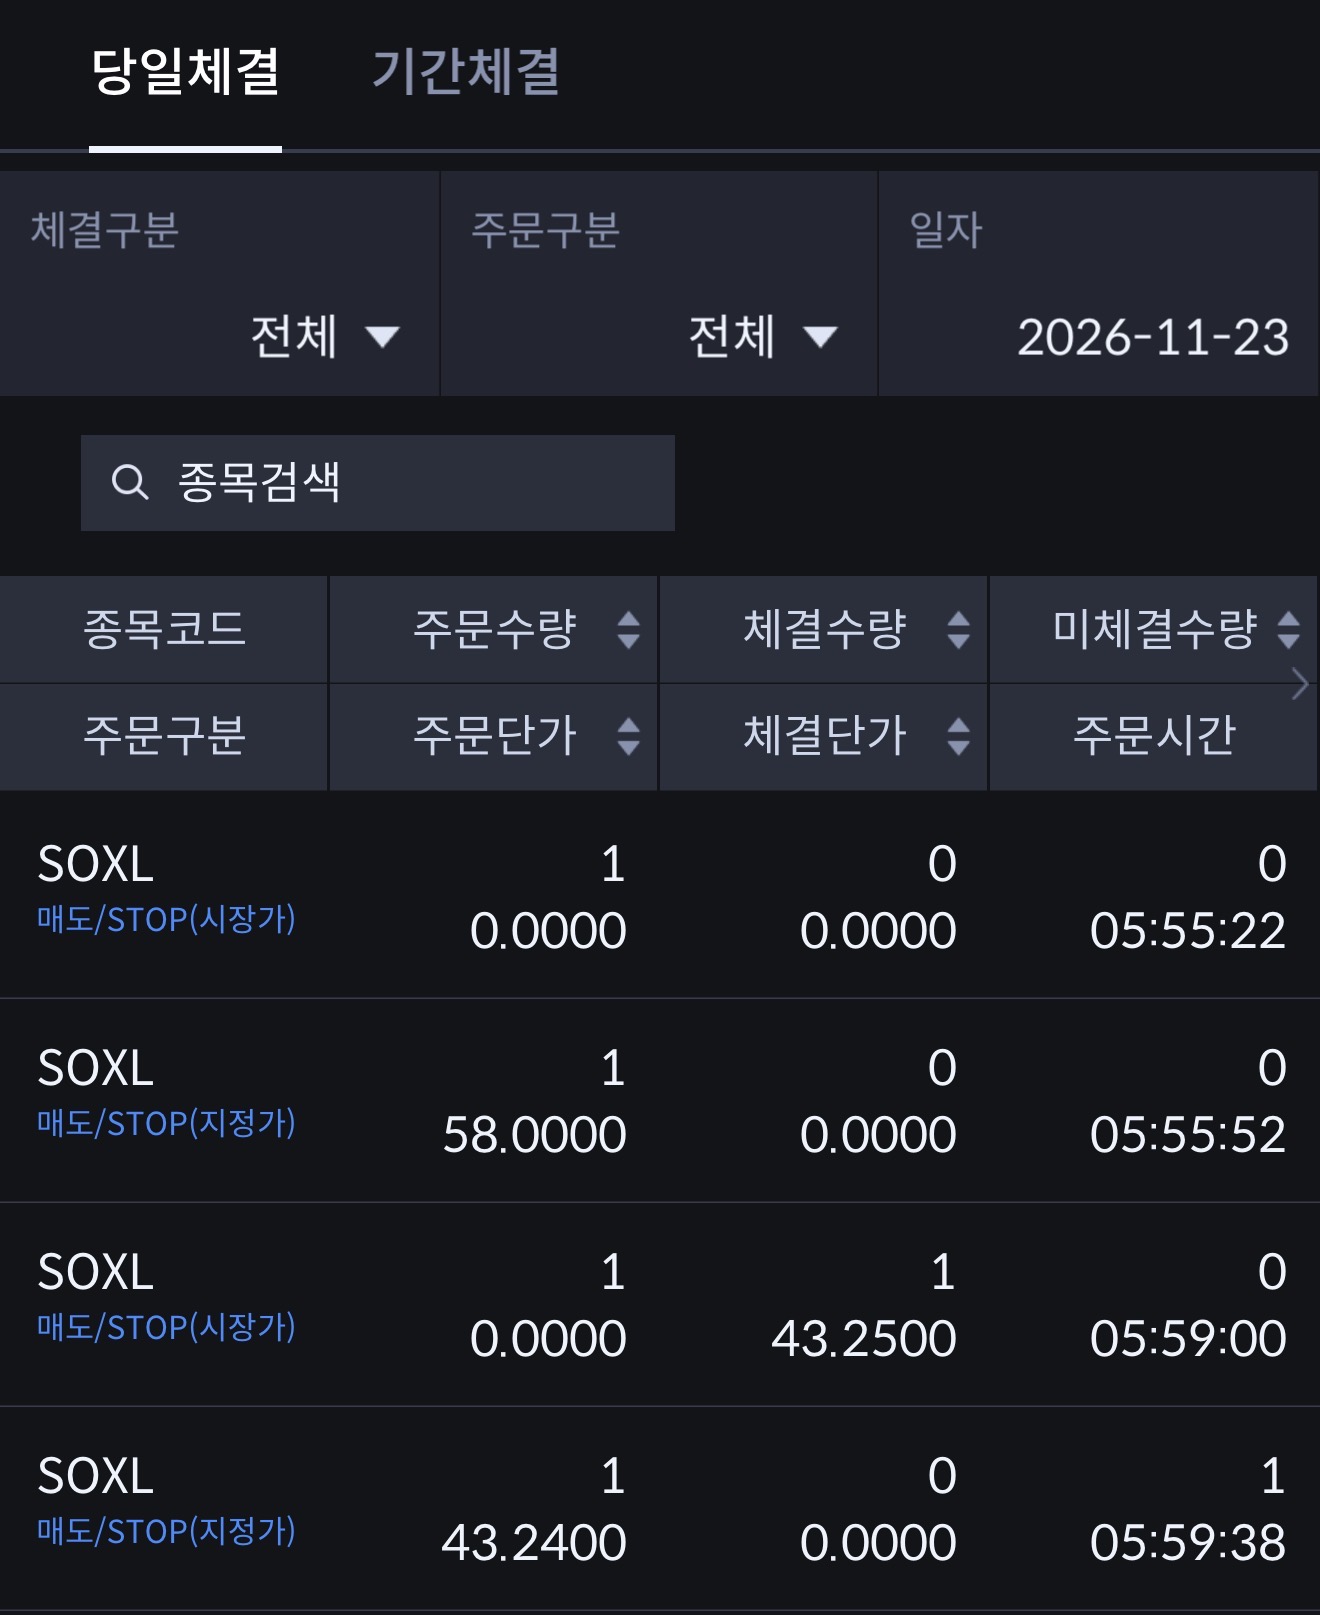 당일체결 기간체결
체결구분 주문구분 일자
전체 전체 2026-11-23
종목검색
종목코드 주문수량 체결수량 미체결수량
주문구분 주문단가 체결단가 주문시간
SOXL 1 0 0
매도/STOP(시장가) 0.0000 0.0000 05:55:22
SOXL 1 0 0
매도/STOP(지정가) 58.0000 0.0000 05:55:52
SOXL 1 1 0
매도/STOP(시장가) 0.0000 43.2500 05:59:00
SOXL 1 0 1
매도/STOP(지정가) 43.2400 0.0000 05:59:38